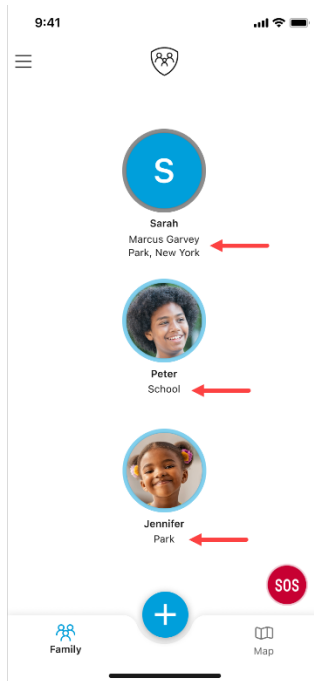 9:41
S
Sarah
Marcus Garvey
Park, New York
Peter
School
Jennifer
Park
SOS
Family
Map